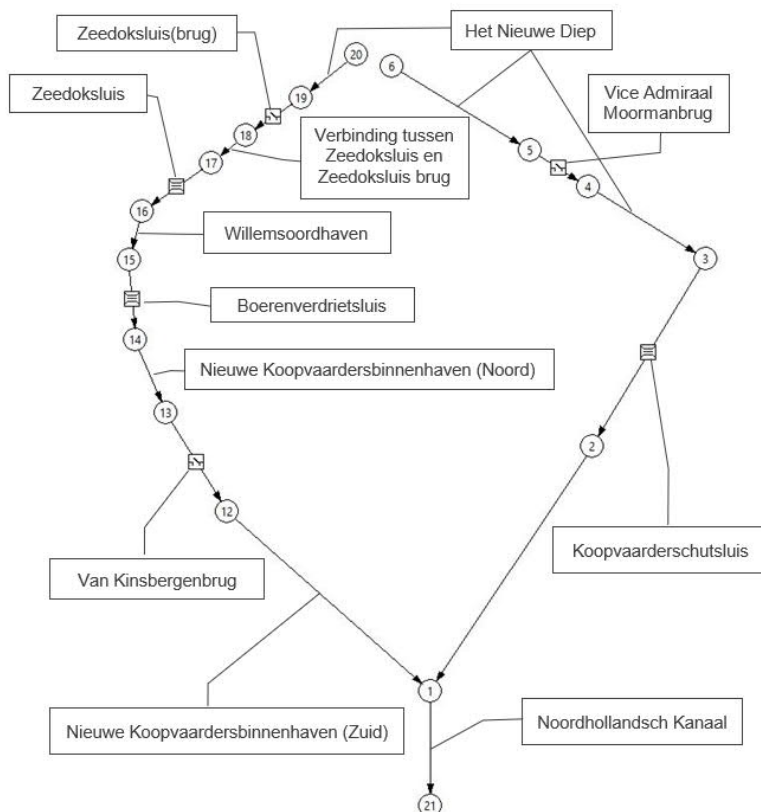 Zeedoksluis(brug)
Het Nieuwe Diep
20
6
Zeedoksluis
19
Vice Admiraal
Moormanbrug
18
Verbinding tussen
Zeedoksluis en
Zeedoksluis brug
5
17
4
16
Willemsoordhaven
15
3
Boerenverdrietsluis
14
Nieuwe Koopvaardersbinnenhaven (Noord)
13
2
12
Koopvaarderschutsluis
Van Kinsbergenbrug
1
Nieuwe Koopvaardersbinnenhaven (Zuid)
Noordhollandsch Kanaal
21